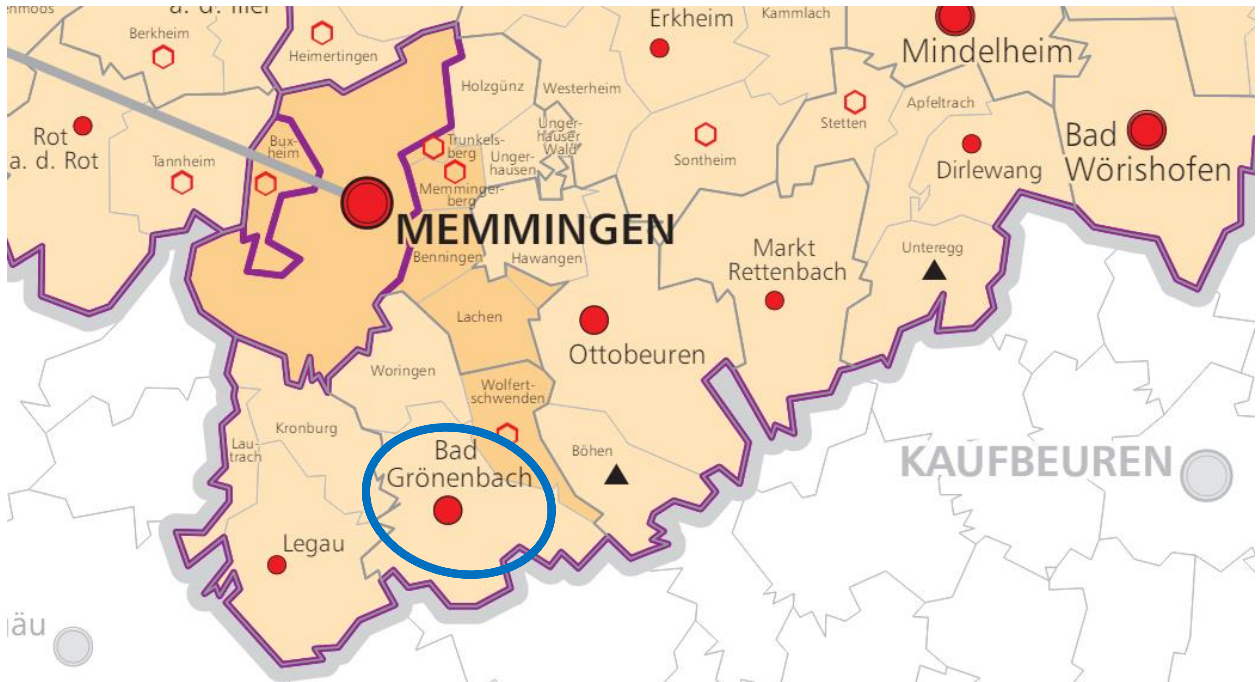 enmoos
a. d. Iller
Berkheim
Heimertingen
Erkheim
Kammlach
Mindelheim
Holzgünz
Westerheim
Apfeltrach
Stetten
Rot
a. d. Rot
Tannheim
Bux-
heim
Trunkels-
berg
Unger-
hausen
Unger-
hauser
Wald
Sontheim
Dirlewang
Bad
Wörishofen
Memminger-
berg
MEMMINGEN
Benningen
Hawangen
Markt
Rettenbach
Unteregg
Lachen
Ottobeuren
Woringen
Wolfert-
schwenden
Kronburg
Lau-
trach
Bad
Grönenbach
Böhen
KAUFBEUREN
Legau
äu